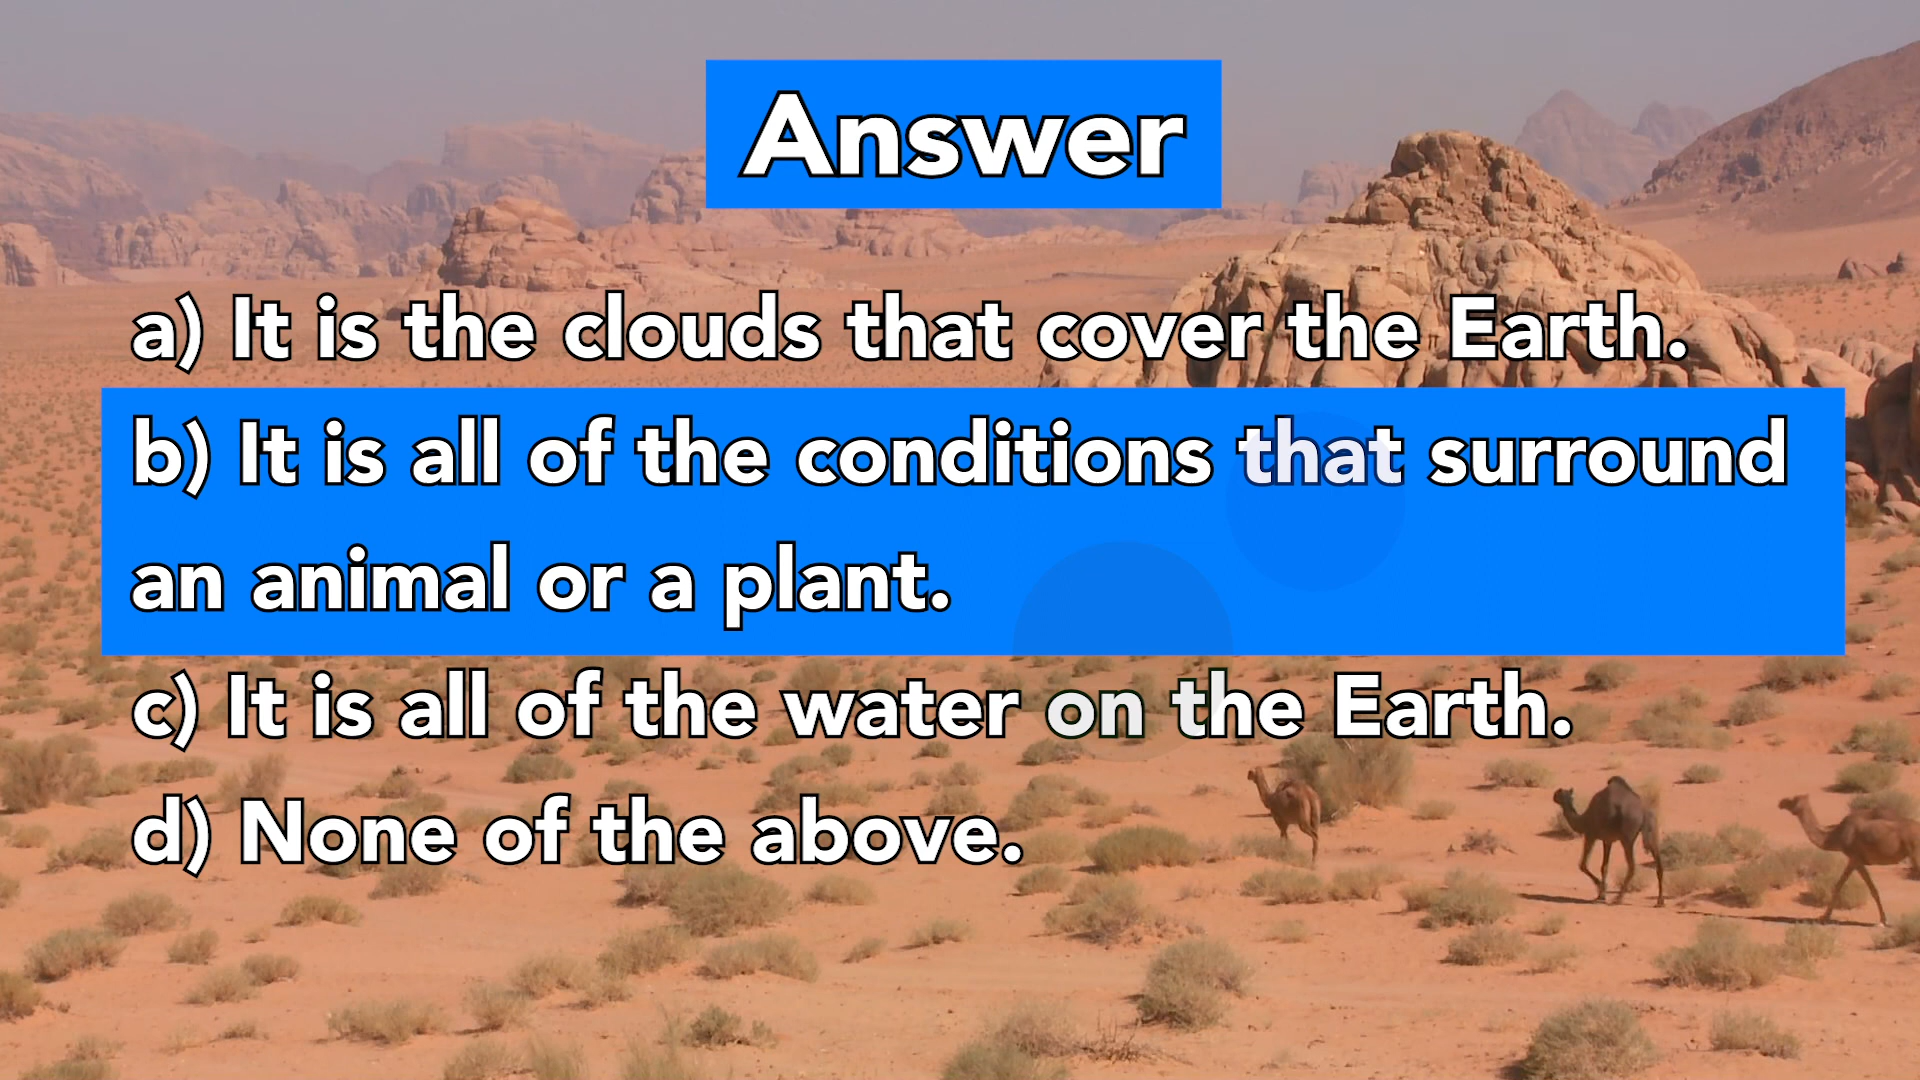 Answer
a) It is the clouds that cover the Earth.
b) It is all of the conditions that surround
an animal or a plant.
c) It is all of the water on the Earth.
d) None of the above.